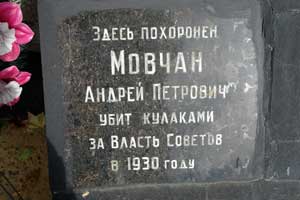 Здесь похоронен
Мовчан
Андрей Петрович
убит кулаками
за Власть Советов
в 1930 году